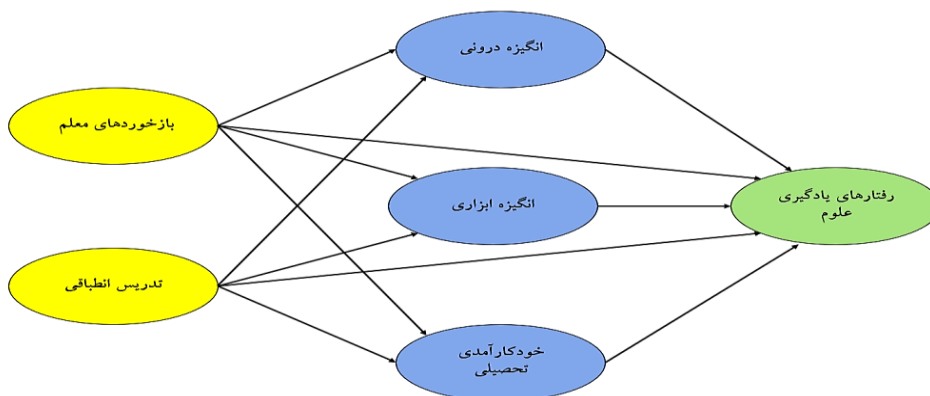 انگیزه درونی
بازخوردهای معلم
انگیزه ابزاری
رفتارهای یادگیری
علوم
تدریس انطباقی
خودکارآمدی
تحصیلی